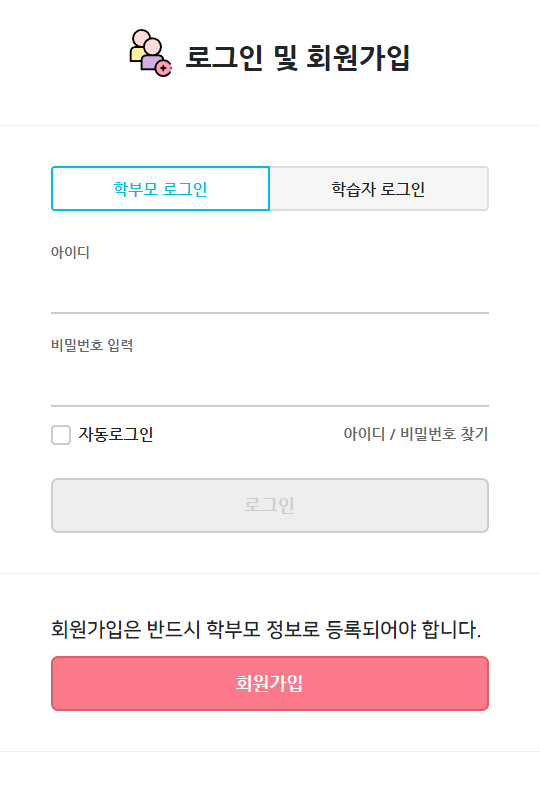 로그인 및 회원가입
학부모 로그인 학습자 로그인
아이디
비밀번호 입력
자동로그인 아이디 / 비밀번호 찾기
로그인
회원가입은 반드시 학부모 정보로 등록되어야 합니다.
회원가입